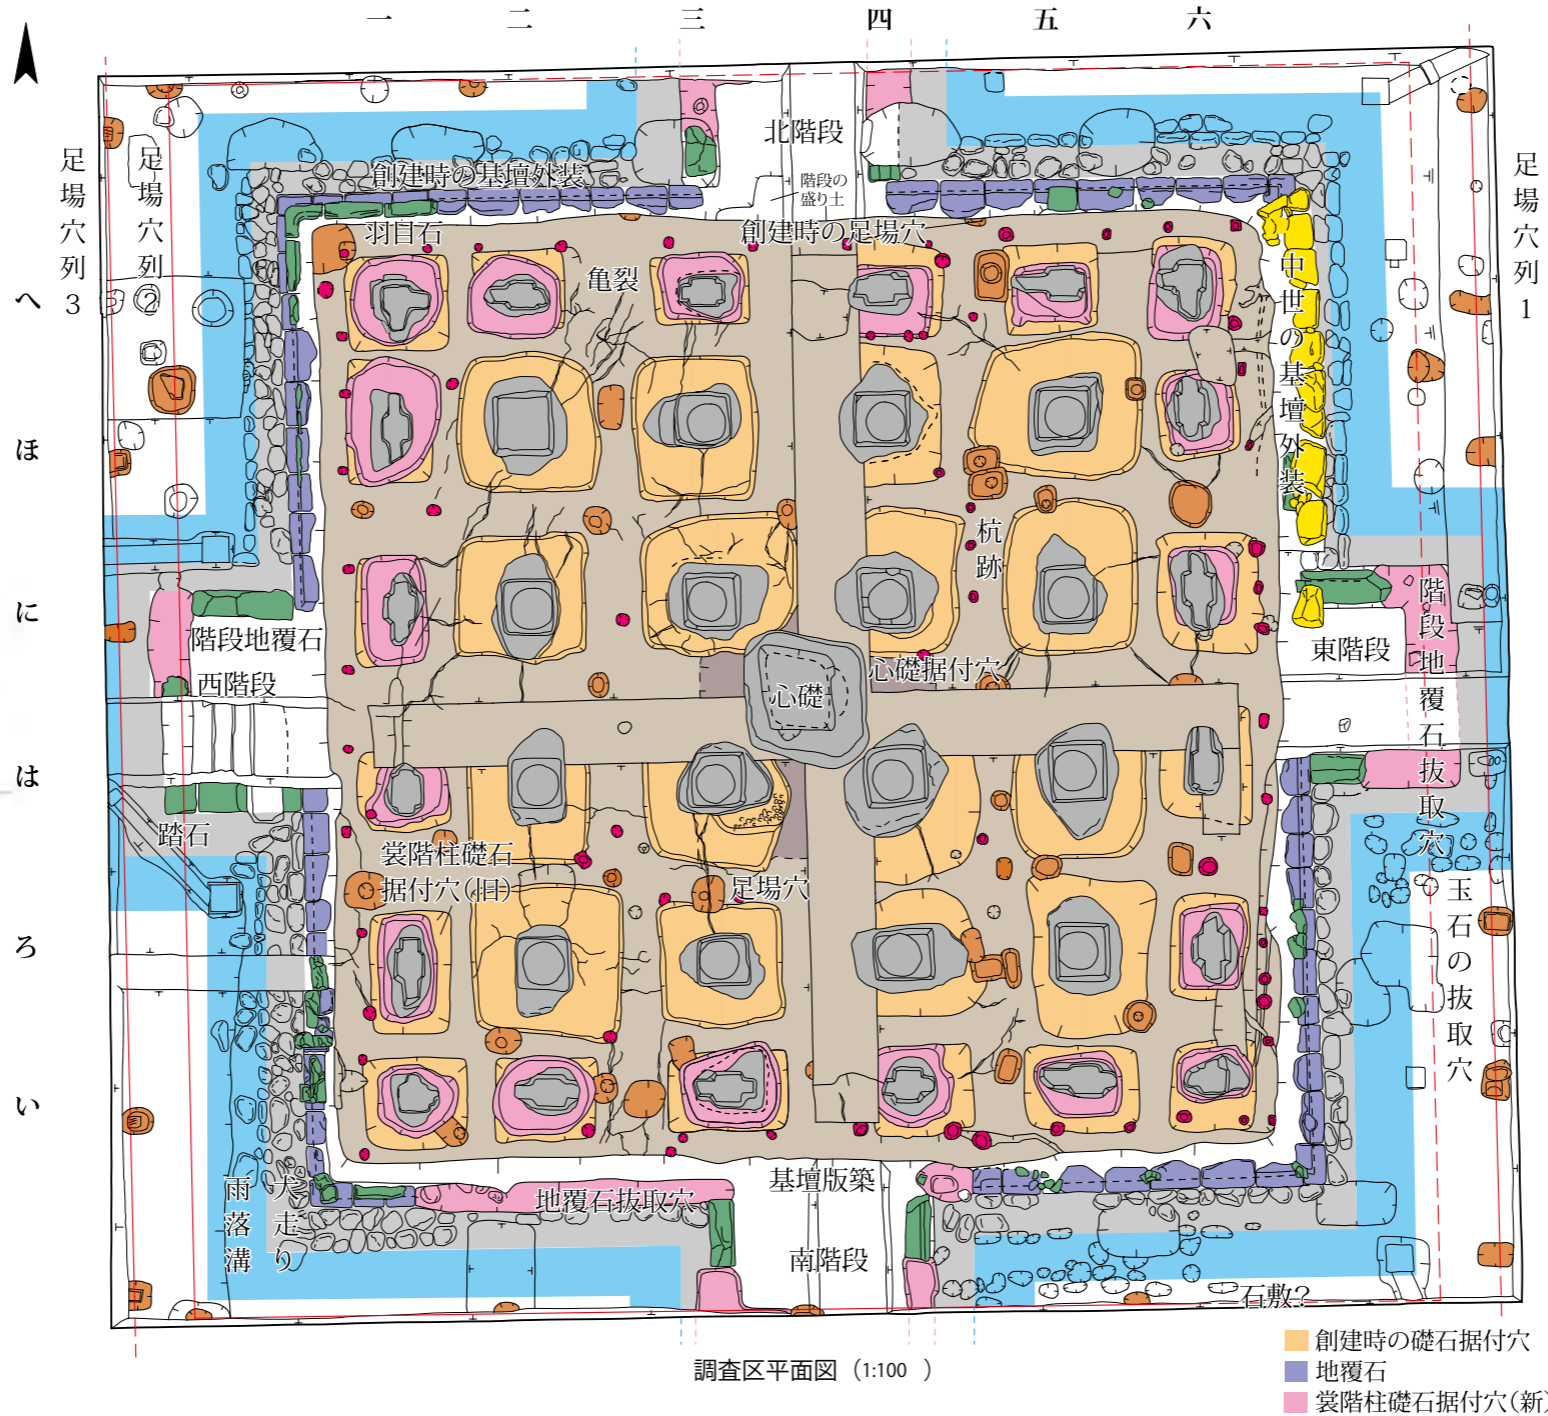 一 二 三 四 五 六
足場穴列3
足場穴列2
足場穴列1
へ
ほ
に
は
ろ
い
北階段
階段の
盛り土
創建時の基壇外装
羽目石
創建時の足場穴
亀裂
中世の基壇外装
杭跡
階段地覆石
西階段
心礎
心礎据付穴
東階段
階段地覆石抜取穴
踏石
裳階柱礎石
据付穴(旧)
足場穴
玉石の抜取穴
雨落溝
犬走り
地覆石抜取穴
基壇版築
南階段
石敷?
調査区平面図(1:100 )
創建時の礎石据付穴
地覆石
裳階柱礎石据付穴(新)